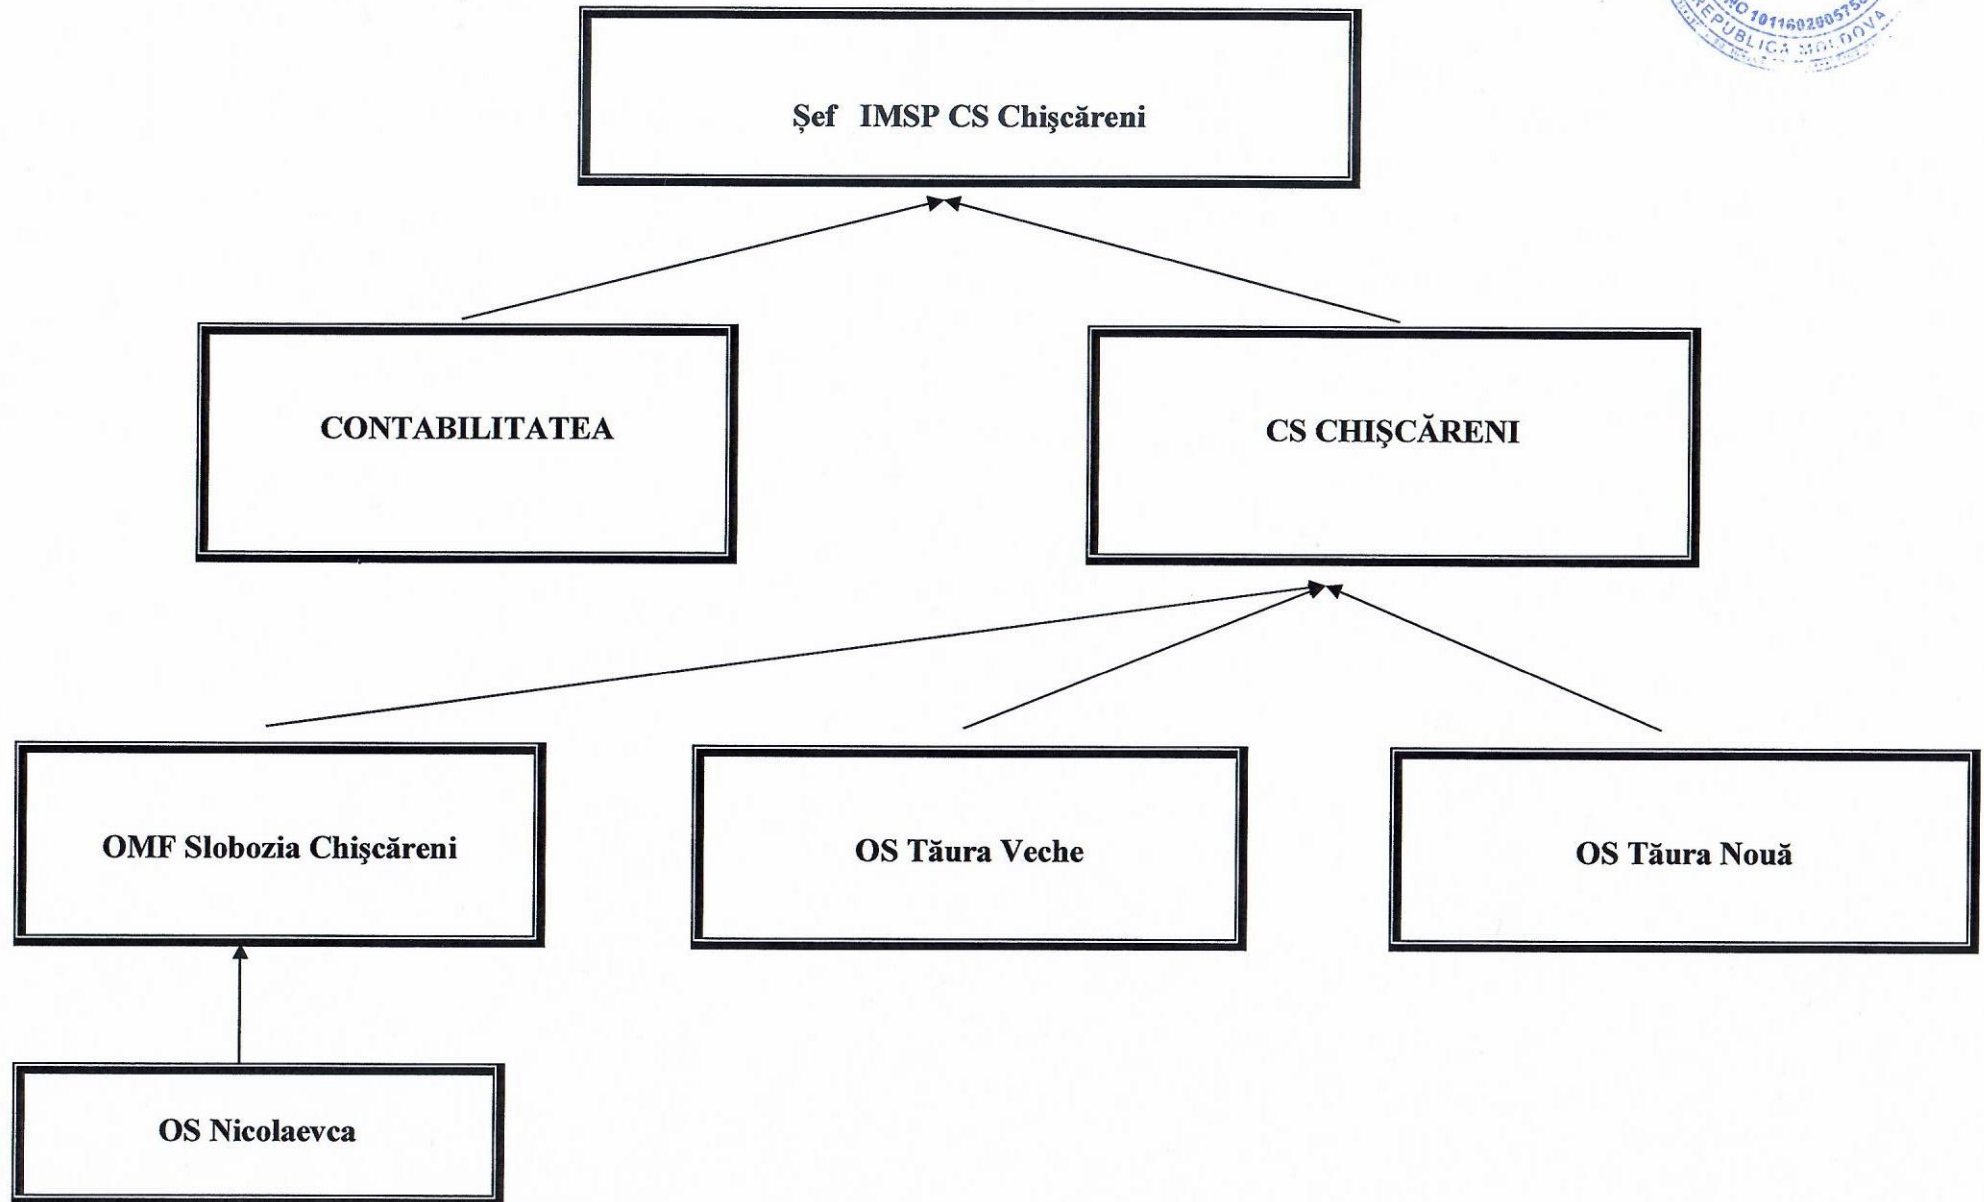 REPUBLICA MOLDOVA
Șef IMSP CS Chişcăreni
CONTABILITATEA
CS CHIŞCĂRENI
OMF Slobozia Chişcăreni
OS Tăura Veche
OS Tăura Nouă
OS Nicolaevca